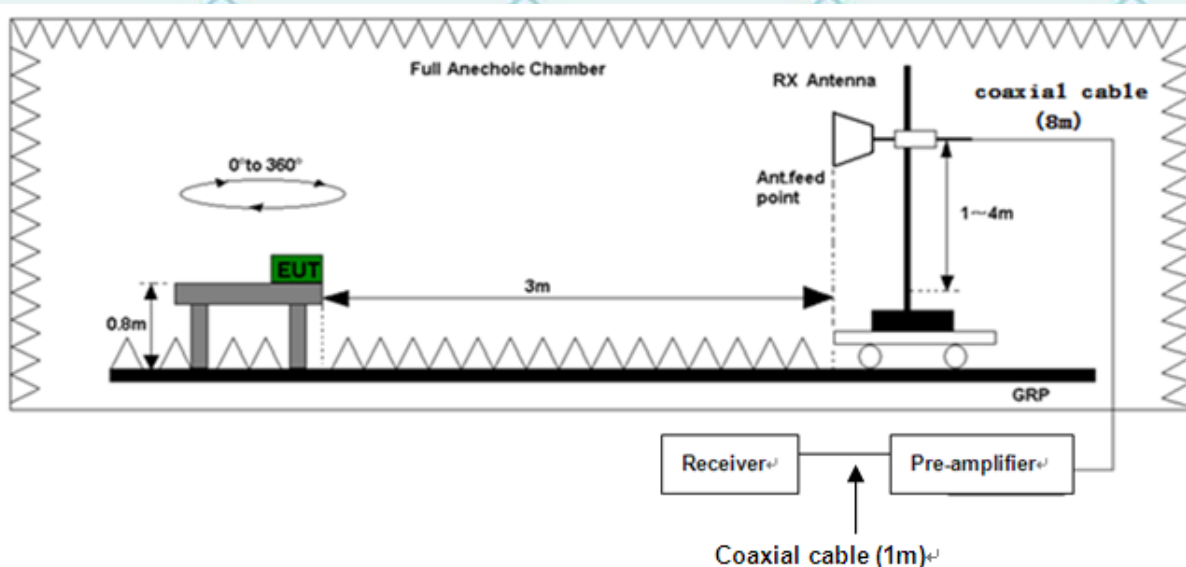 Full Anechoic Chamber
RX Antenna
coaxial cable
(8m)
0°to 360°
Ant.feed
point
1～4m
EUT
3m
0.8m
GRP
Receiver↵
Pre-amplifier↵
Coaxial cable (1m)↵